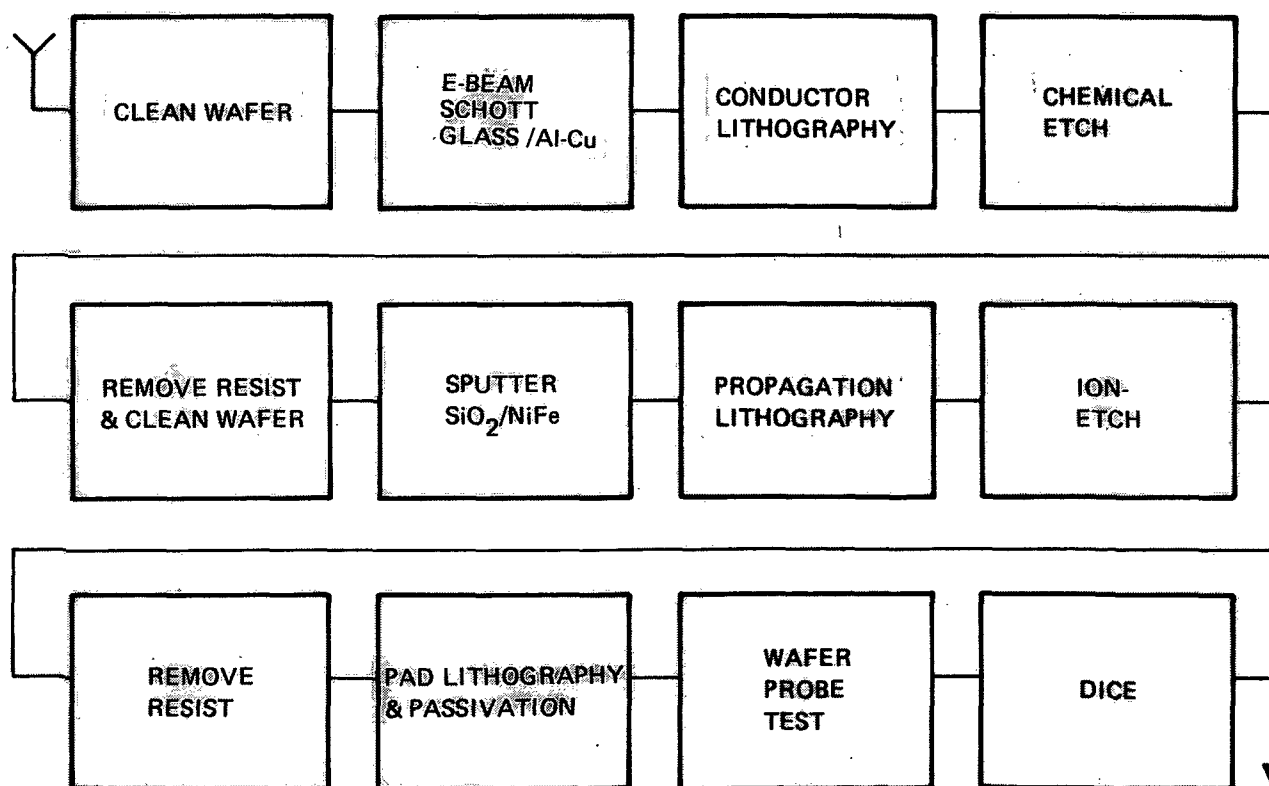 CLEAN WAFER
E-BEAM
SCHOTT
GLASS/Al-Cu
CONDUCTOR
LITHOGRAPHY
CHEMICAL
ETCH
REMOVE RESIST
& CLEAN WAFER
SPUTTER
SiO2/NiFe
PROPAGATION
LITHOGRAPHY
ION-
ETCH
REMOVE
RESIST
PAD LITHOGRAPHY
& PASSIVATION
WAFER
PROBE
TEST
DICE